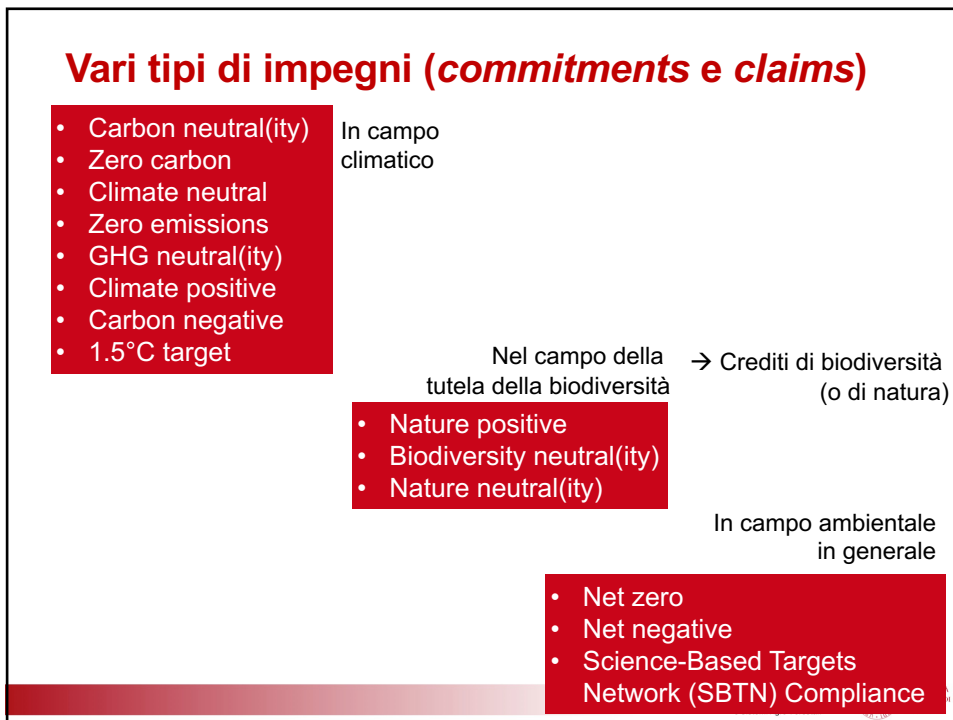 Vari tipi di impegni (commitments e claims)
• Carbon neutral(ity)
• Zero carbon
• Climate neutral
• Zero emissions
• GHG neutral(ity)
• Climate positive
• Carbon negative
• 1.5°C target
In campo
climatico
Nel campo della
tutela della biodiversità
→ Crediti di biodiversità
(o di natura)
• Nature positive
• Biodiversity neutral(ity)
• Nature neutral(ity)
In campo ambientale
in generale
• Net zero
• Net negative
• Science-Based Targets
Network (SBTN) Compliance